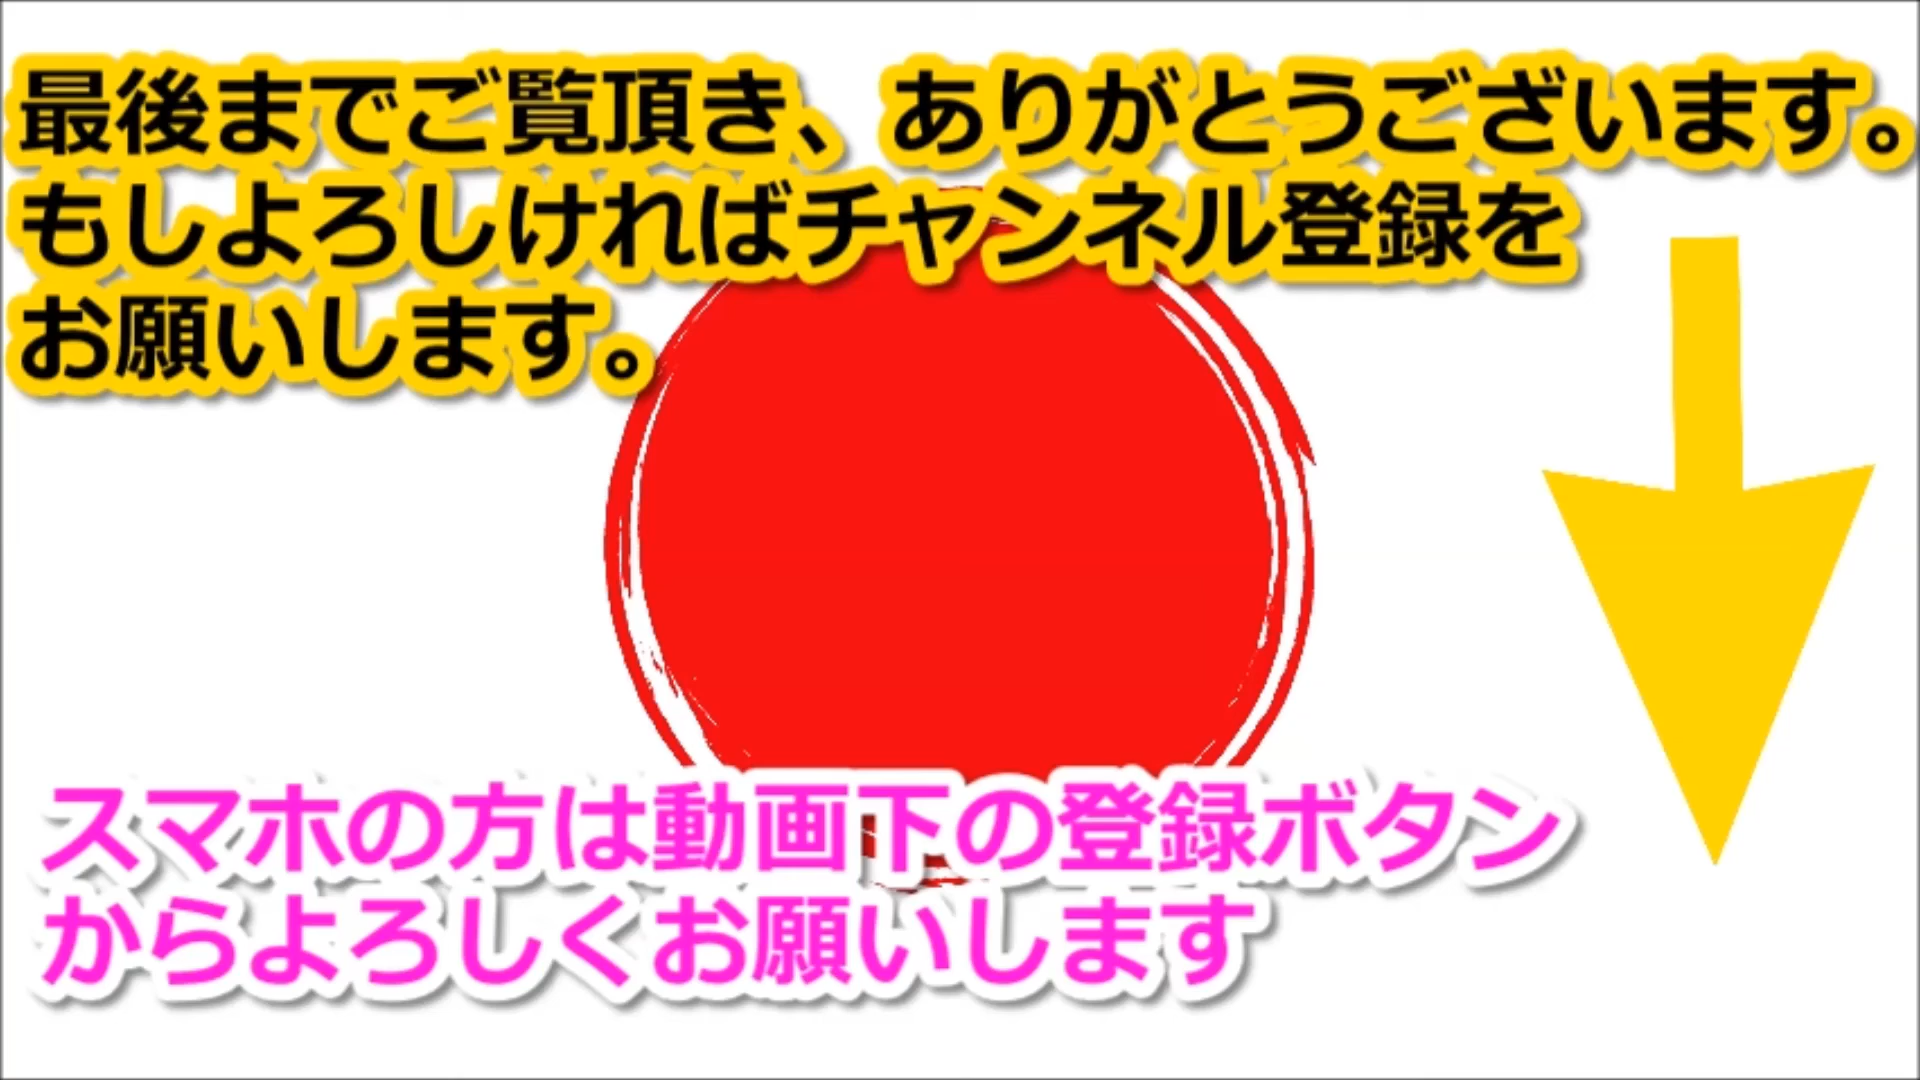 最後までご覧頂き、ありがとうございます。
もしよろしければチャンネル登録を
お願いします。
スマホの方は動画下の登録ボタン
からよろしくお願いします